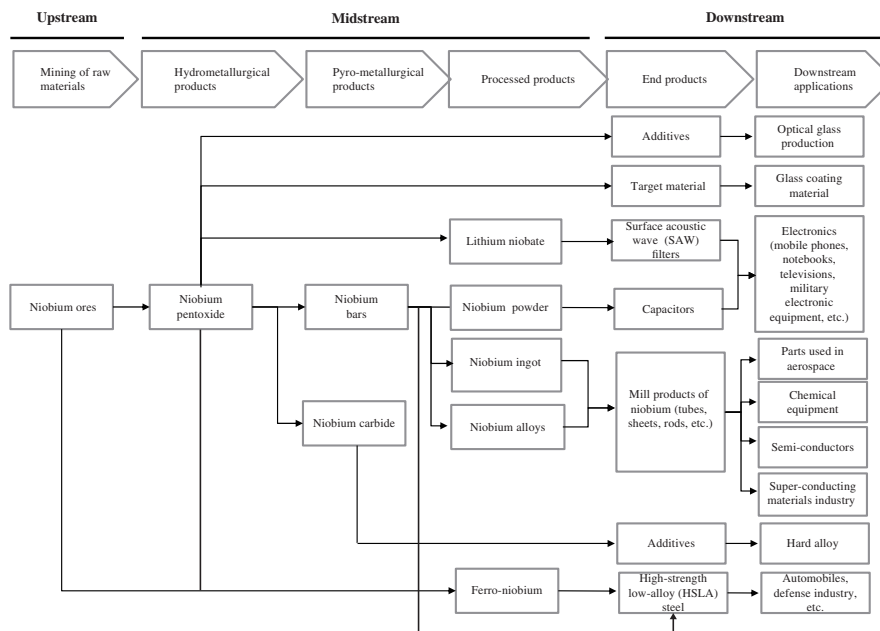 Upstream
Midstream
Downstream
Mining of raw
materials
Hydrometallurgical
products
Pyro-metallurgical
products
Processed products
End products
Downstream
applications
Additives
Optical glass
production
Target material
Glass coating
material
Lithium niobate
Surface acoustic
wave (SAW)
filters
Electronics
(mobile phones,
notebooks,
televisions,
military
electronic
equipment, etc.)
Niobium ores
Niobium
pentoxide
Niobium
bars
Niobium powder
Capacitors
Niobium ingot
Mill products of
niobium (tubes,
sheets, rods, etc.)
Parts used in
aerospace
Chemical
equipment
Niobium carbide
Niobium alloys
Semi-conductors
Super-conducting
materials industry
Additives
Hard alloy
Ferro-niobium
High-strength
low-alloy (HSLA)
steel
Automobiles,
defense industry,
etc.